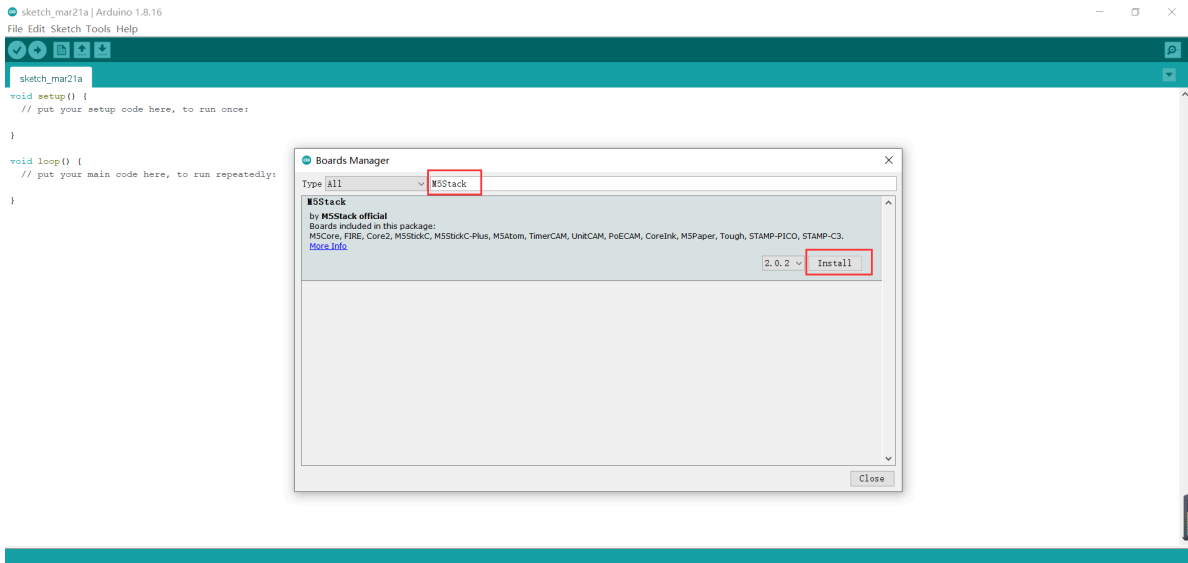 sketch_mar21a | Arduino 1.8.16
File Edit Sketch Tools Help
sketch_mar21a
void setup() {
// put your setup code here, to run once:
}
void loop() {
// put your main code here, to run repeatedly:
}
Boards Manager
Type All M5Stack
M5Stack
by M5Stack official
Boards included in this package:
M5Core, FIRE, Core2, M5StickC, M5StickC-Plus, M5Atom, TimerCAM, UnitCAM, PoECAM, CoreInk, M5Paper, Tough, STAMP-PICO, STAMP-C3.
More Info
2.0.2 Install
Close